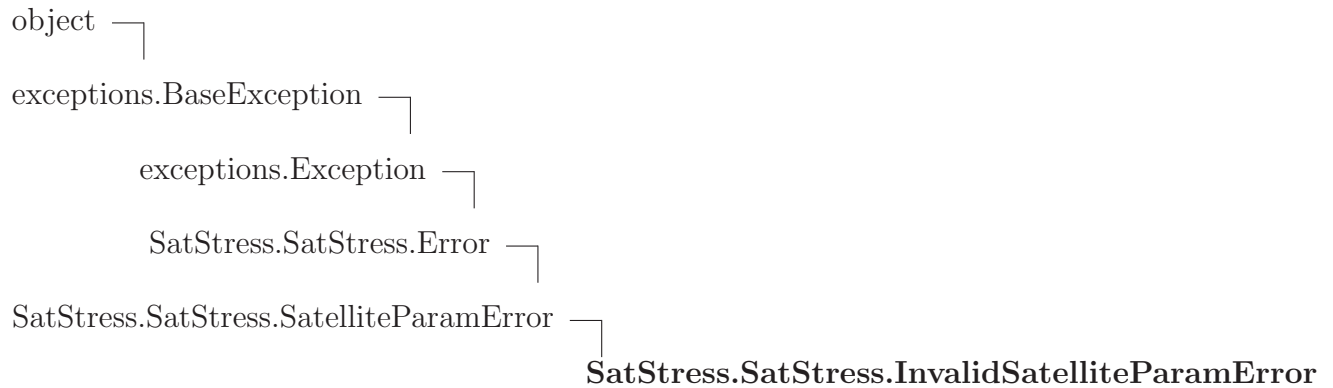 object
exceptions.BaseException
exceptions.Exception
SatStress.SatStress.Error
SatStress.SatStress.SatelliteParamError
SatStress.SatStress.InvalidSatelliteParamError